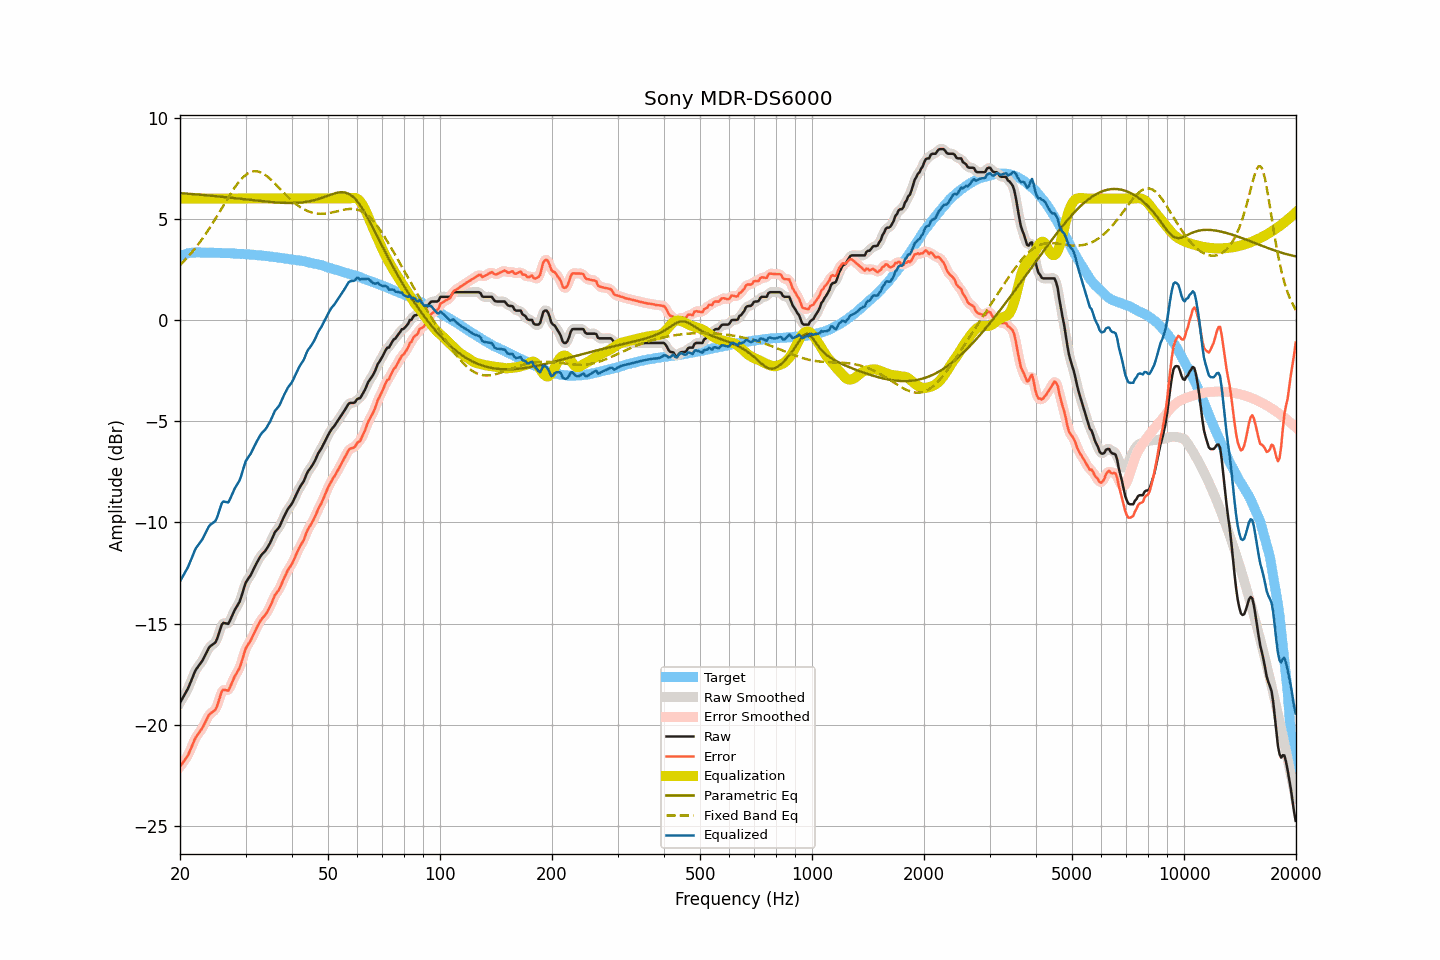 Sony MDR-DS6000
10
5
0
−5
−10
−15
−20
−25
Amplitude (dBr)
Target
Raw Smoothed
Error Smoothed
Raw
Error
Equalization
Parametric Eq
Fixed Band Eq
Equalized
20
50
100
200
500
1000
2000
5000
10000
20000
Frequency (Hz)